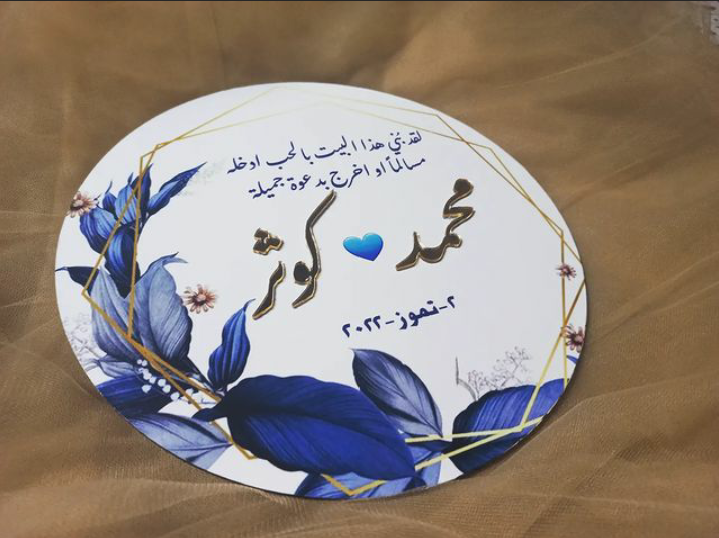 لقد بُني هذا البيت بالحب ادخله
مسالماً او اخرج بدعوة جميلة
محمد 💙 كوثر
٢-تموز-٢٠٢٢